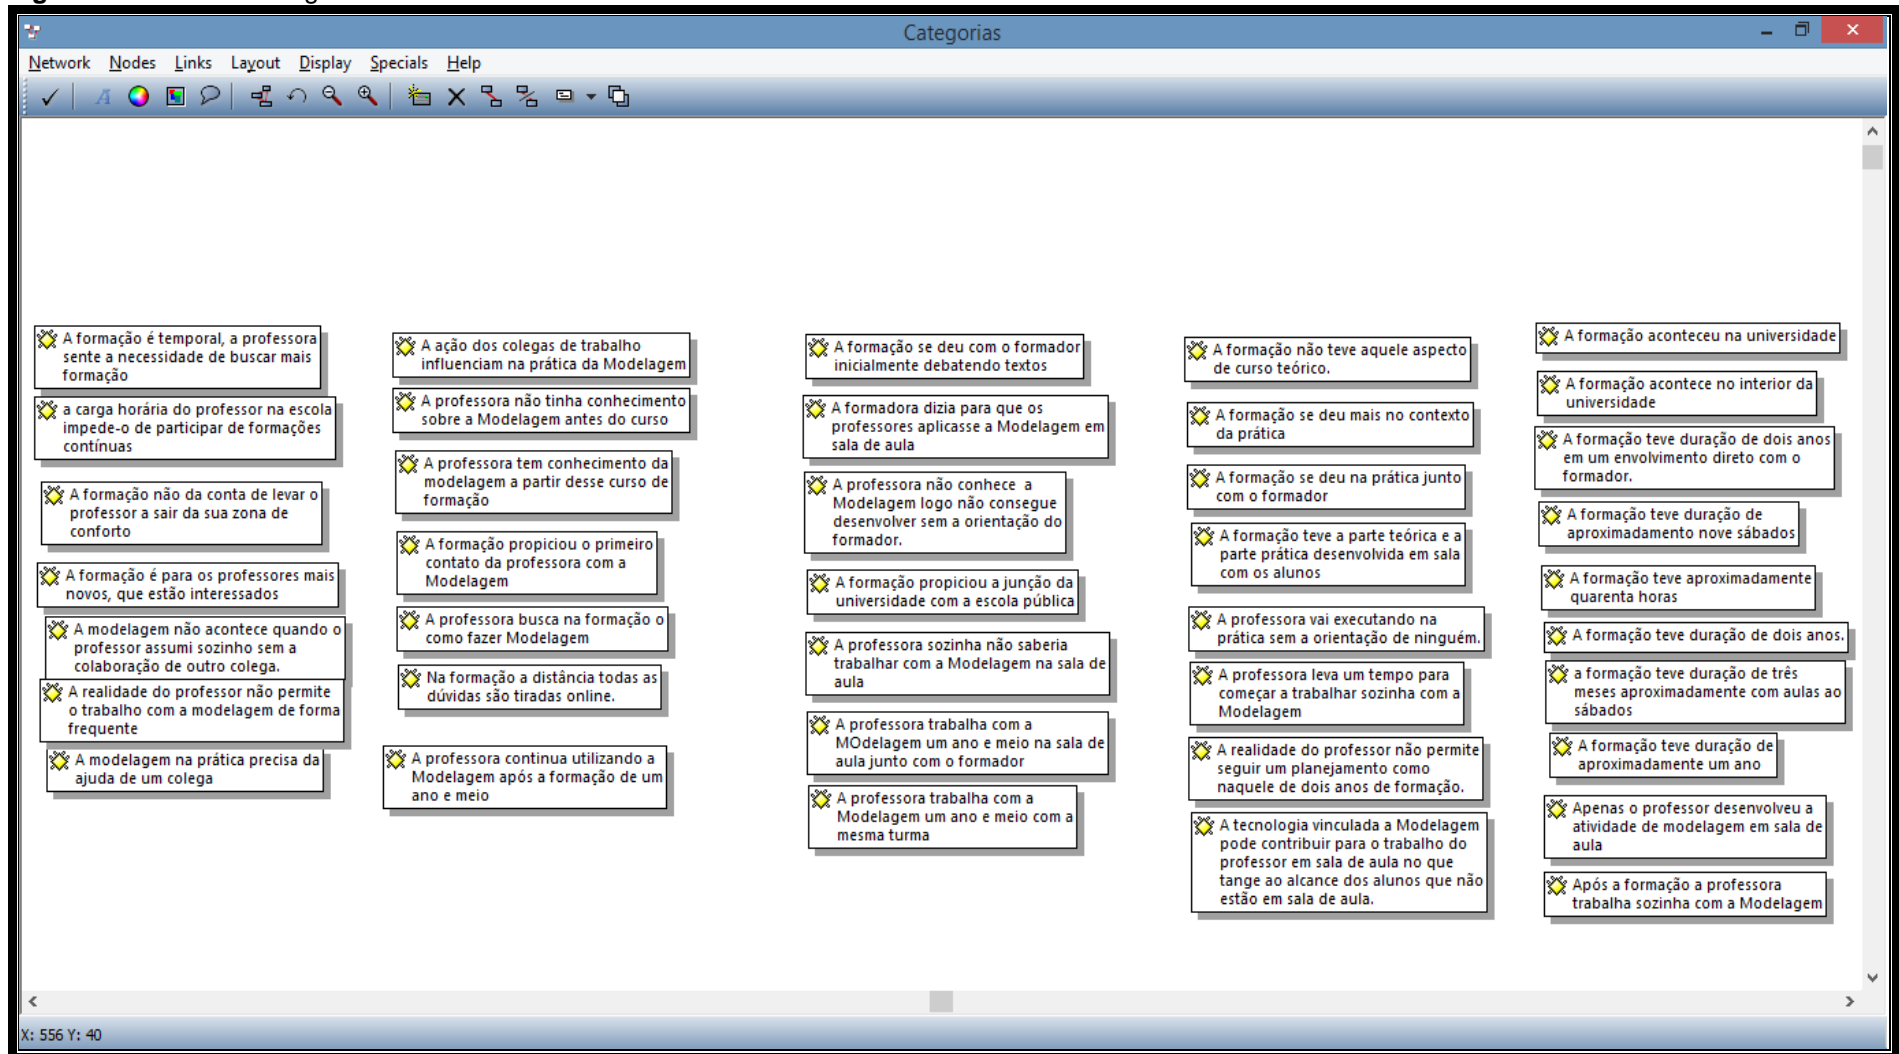 Categorias
Network Nodes Links Layout Display Specials Help
A formação é temporal, a professora
sente a necessidade de buscar mais
formação
a carga horária do professor na escola
impede-o de participar de formações
contínuas
A formação não da conta de levar o
professor a sair da sua zona de
conforto
A formação é para os professores mais
novos, que estão interessados
A modelagem não acontece quando o
professor assumi sozinho sem a
colaboração de outro colega.
A realidade do professor não permite
o trabalho com a modelagem de forma
frequente
A modelagem na prática precisa da
ajuda de um colega
A ação dos colegas de trabalho
influenciam na prática da Modelagem
A professora não tinha conhecimento
sobre a Modelagem antes do curso
A professora tem conhecimento da
modelagem a partir desse curso de
formação
A formação propiciou o primeiro
contato da professora com a
Modelagem
A professora busca na formação o
como fazer Modelagem
Na formação a distância todas as
dúvidas são tiradas online.
A professora continua utilizando a
Modelagem após a formação de um
ano e meio
A formação se deu com o formador
inicialmente debatendo textos
A formadora dizia para que os
professores aplicasse a Modelagem em
sala de aula
A professora não conhece a
Modelagem logo não consegue
desenvolver sem a orientação do
formador.
A formação propiciou a junção da
universidade com a escola pública
A professora sozinha não saberia
trabalhar com a Modelagem na sala de
aula
A professora trabalha com a
MOdelagem um ano e meio na sala de
aula junto com o formador
A professora trabalha com a
Modelagem um ano e meio com a
mesma turma
A formação não teve aquele aspecto
de curso teórico.
A formação se deu mais no contexto
da prática
A formação se deu na prática junto
com o formador
A formação teve a parte teórica e a
parte prática desenvolvida em sala
com os alunos
A professora vai executando na
prática sem a orientação de ninguém.
A professora leva um tempo para
começar a trabalhar sozinha com a
Modelagem
A realidade do professor não permite
seguir um planejamento como
naquele de dois anos de formação.
A tecnologia vinculada a Modelagem
pode contribuir para o trabalho do
professor em sala de aula no que
tange ao alcance dos alunos que não
estão em sala de aula.
A formação aconteceu na universidade
A formação acontece no interior da
universidade
A formação teve duração de dois anos
em um envolvimento direto com o
formador.
A formação teve duração de
aproximadamento nove sábados
A formação teve aproximadamente
quarenta horas
A formação teve duração de dois anos.
a formação teve duração de três
meses aproximadamente com aulas ao
sábados
A formação teve duração de
aproximadamente um ano
Apenas o professor desenvolveu a
atividade de modelagem em sala de
aula
Após a formação a professora
trabalha sozinha com a Modelagem
X: 556 Y: 40